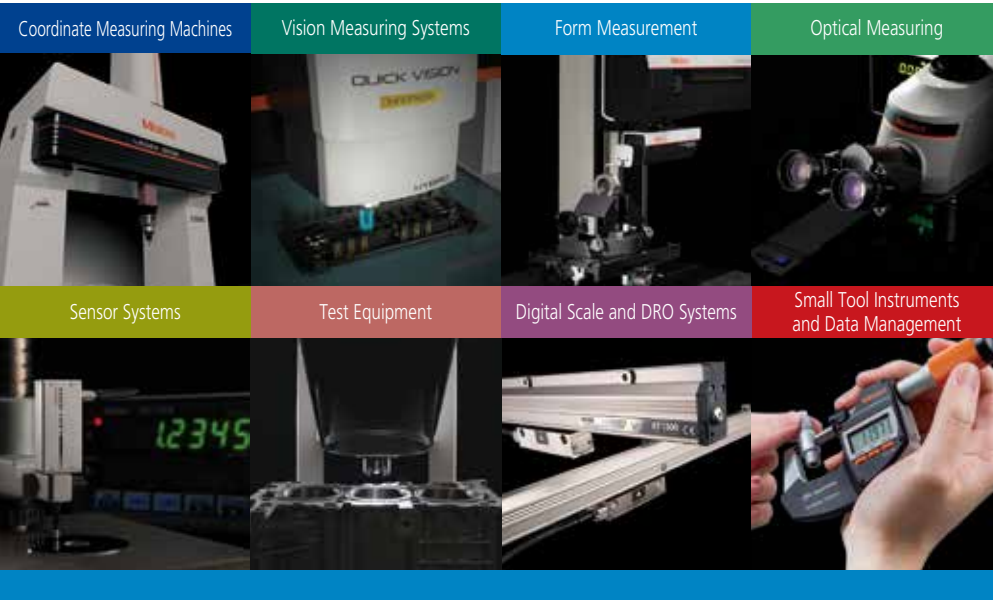 Coordinate Measuring Machines
Vision Measuring Systems
Form Measurement
Optical Measuring
QUICK VISION
HYBRID
Sensor Systems
Test Equipment
Digital Scale and DRO Systems
Small Tool Instruments
and Data Management
12345